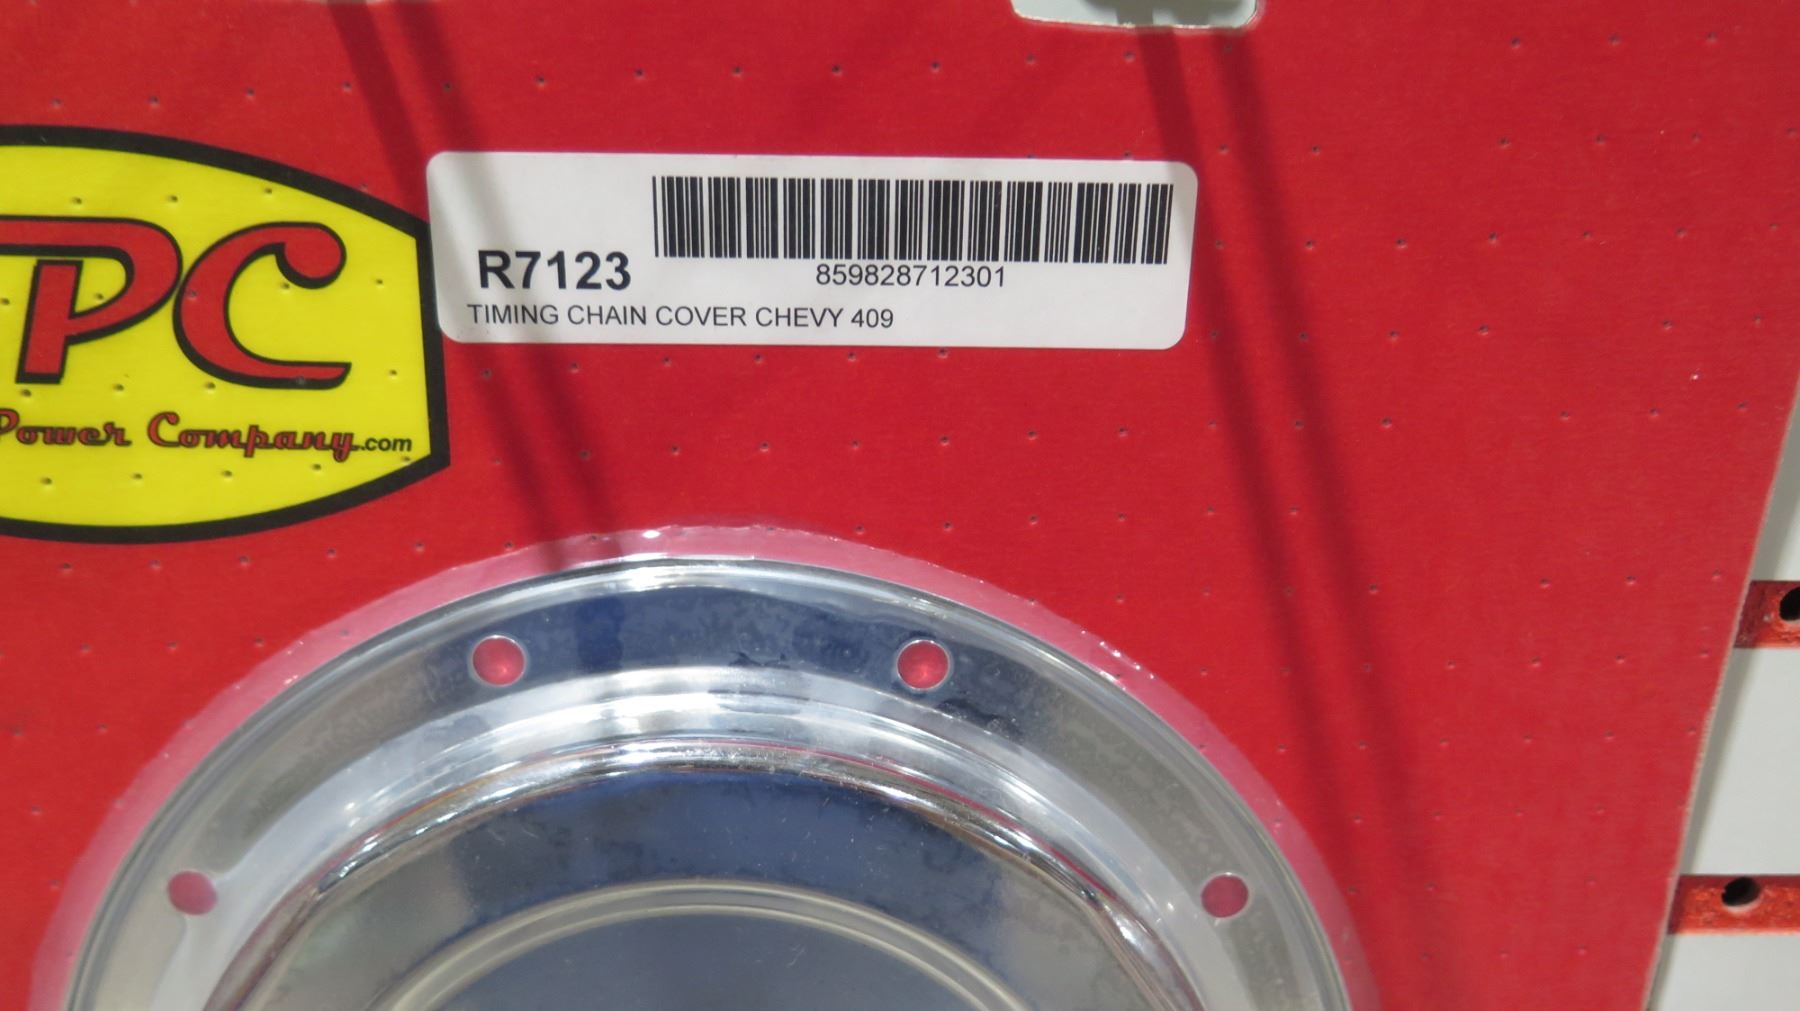 PC
Power Company.com
R7123
859828712301
TIMING CHAIN COVER CHEVY 409